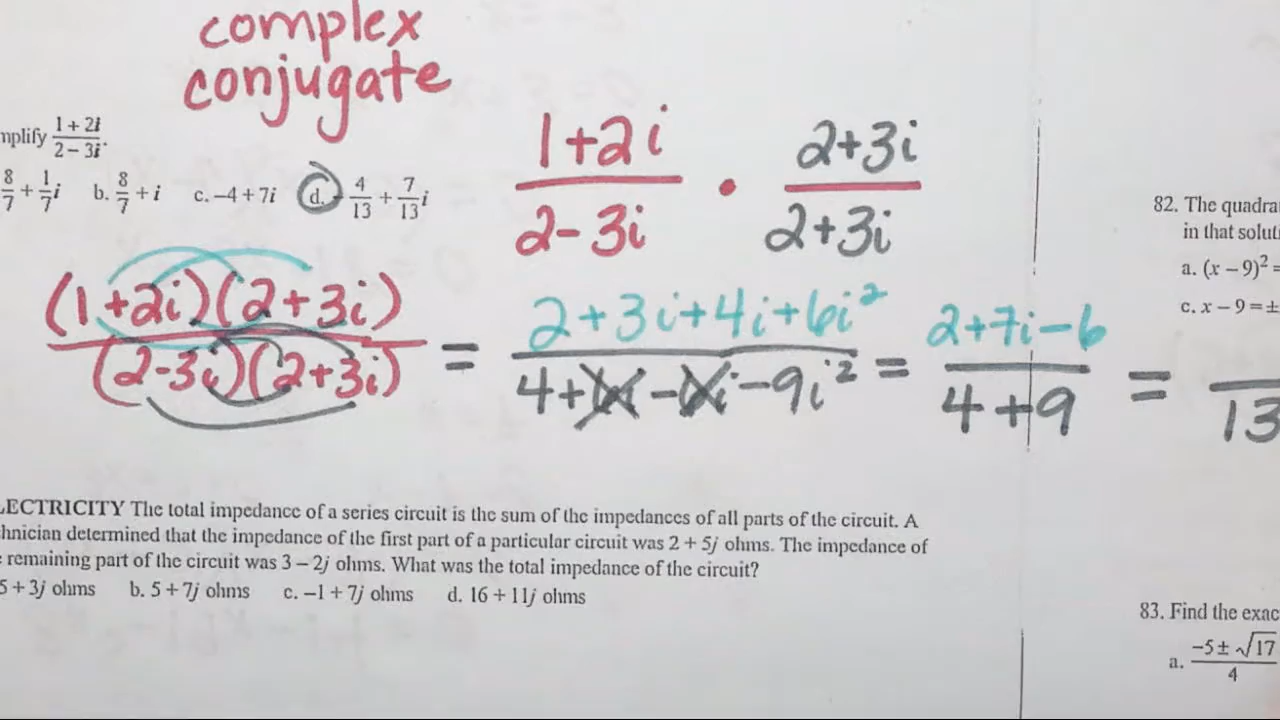 complex
conjugate
mplify (1 + 2i)/(2 – 3i).
8/7 + 1/7 i b. 8/7 + i c. –4 + 7i d. 4/13 + 7/13 i
(1+2i)/(2-3i) · (2+3i)/(2+3i)
((1+2i)(2+3i))/((2-3i)(2+3i)) = (2+3i+4i+6i²)/(4+6i-6i-9i²) = (2+7i-6)/(4+9) = /13
LECTRICITY The total impedance of a series circuit is the sum of the impedances of all parts of the circuit. A
hnician determined that the impedance of the first part of a particular circuit was 2 + 5j ohms. The impedance of
remaining part of the circuit was 3 – 2j ohms. What was the total impedance of the circuit?
5 + 3j ohms b. 5 + 7j ohms c. –1 + 7j ohms d. 16 + 11j ohms
82. The quadra
in that solut
a. (x – 9)² =
c. x – 9 = ±
83. Find the exac
a. (–5 ± √17)/4